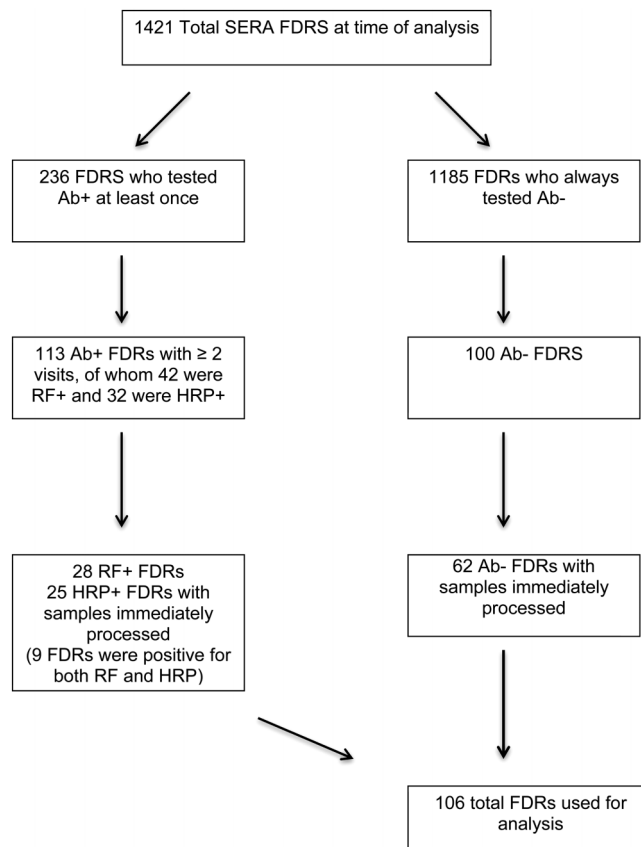 1421 Total SERA FDRS at time of analysis
236 FDRS who tested
Ab+ at least once
1185 FDRs who always
tested Ab-
113 Ab+ FDRs with ≥ 2
visits, of whom 42 were
RF+ and 32 were HRP+
100 Ab- FDRS
28 RF+ FDRs
25 HRP+ FDRs with
samples immediately
processed
(9 FDRs were positive for
both RF and HRP)
62 Ab- FDRs with
samples immediately
processed
106 total FDRs used for
analysis